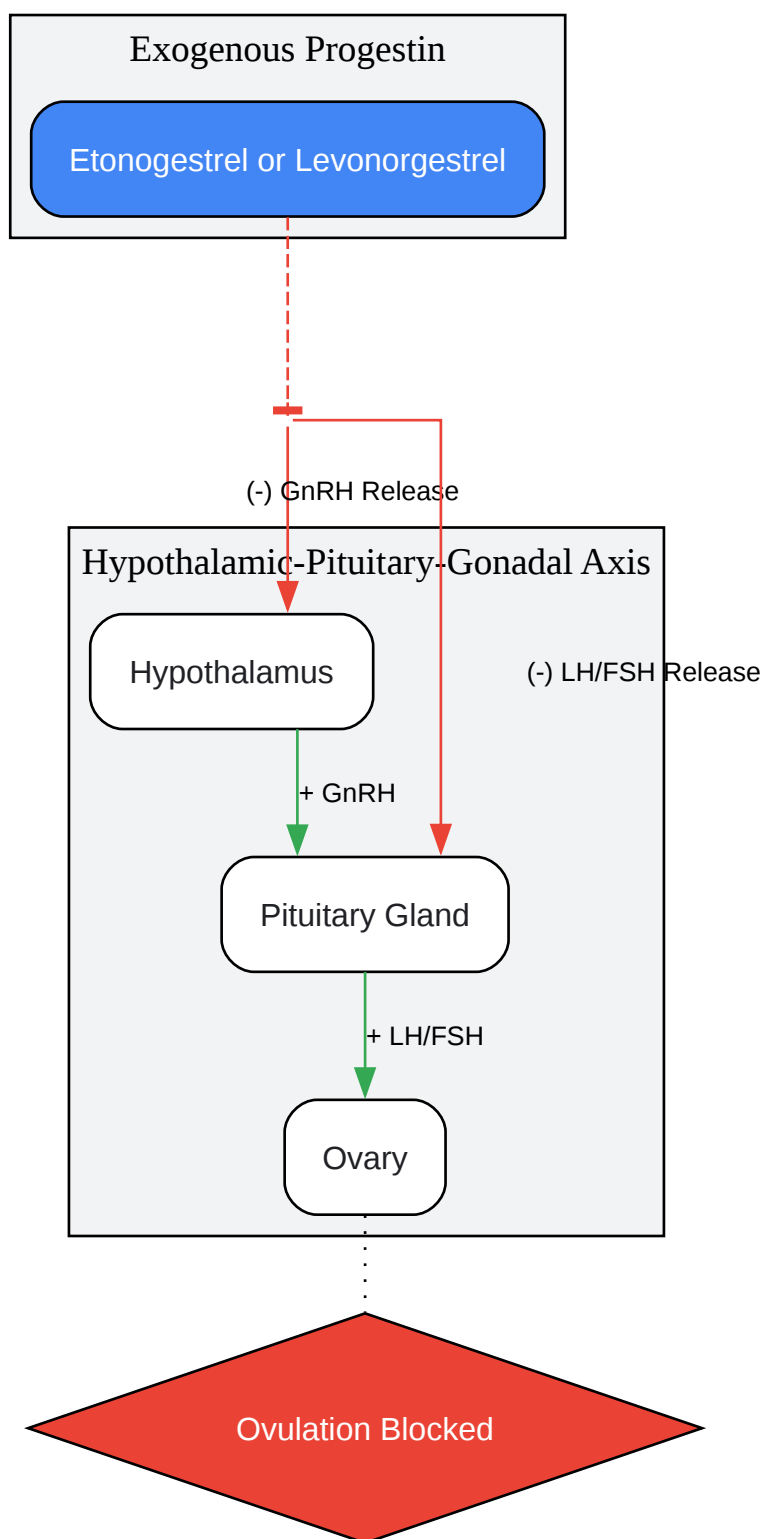 Exogenous Progestin
Etonogestrel or Levonorgestrel
(-) GnRH Release
Hypothalamic-Pituitary-Gonadal Axis
Hypothalamus
(-) LH/FSH Release
+ GnRH
Pituitary Gland
+ LH/FSH
Ovary
Ovulation Blocked